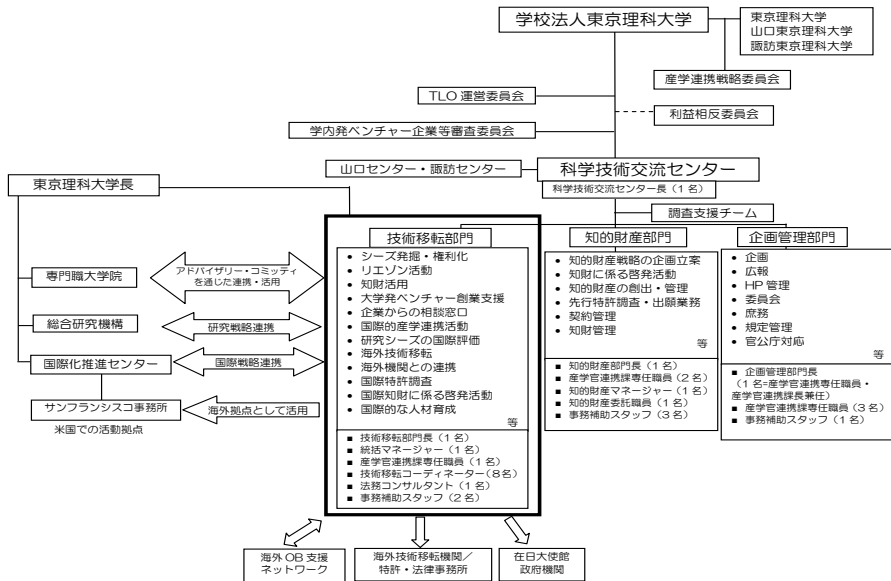 学校法人東京理科大学
東京理科大学
山口東京理科大学
諏訪東京理科大学
産学連携戦略委員会
TLO 運営委員会
利益相反委員会
学内発ベンチャー企業等審査委員会
山口センター・諏訪センター
科学技術交流センター
科学技術交流センター長（1 名）
東京理科大学長
調査支援チーム
技術移転部門
• シーズ発掘・権利化
• リエゾン活動
• 知財活用
• 大学発ベンチャー創業支援
• 企業からの相談窓口
• 国際的産学連携活動
• 研究シーズの国際評価
• 海外技術移転
• 海外機関との連携
• 国際特許調査
• 国際知財に係る啓発活動
• 国際的な人材育成
等
■ 技術移転部門長（1 名）
■ 統括マネージャー（1 名）
■ 産学官連携課専任職員（1 名）
■ 技術移転コーディネーター（8名）
■ 法務コンサルタント（1 名）
■ 事務補助スタッフ（2 名）
知的財産部門
• 知的財産戦略の企画立案
• 知財に係る啓発活動
• 知的財産の創出・管理
• 先行特許調査・出願業務
• 契約管理
• 知財管理
等
■ 知的財産部門長（1 名）
■ 産学官連携課専任職員（2 名）
■ 知的財産マネージャー（1 名）
■ 知的財産委託職員（1 名）
■ 事務補助スタッフ（3 名）
企画管理部門
• 企画
• 広報
• HP 管理
• 委員会
• 庶務
• 規定管理
• 官公庁対応
等
■ 企画管理部門長
（1 名=産学官連携専任職員・
産学官連携課長兼任）
■ 産学官連携課専任職員（3 名）
■ 事務補助スタッフ（1 名）
専門職大学院
アドバイザリー・コミッティ
を通じた連携・活用
総合研究機構
研究戦略連携
国際化推進センター
国際戦略連携
サンフランシスコ事務所
海外拠点として活用
米国での活動拠点
海外 OB 支援
ネットワーク
海外技術移転機関／
特許・法律事務所
在日大使館
政府機関